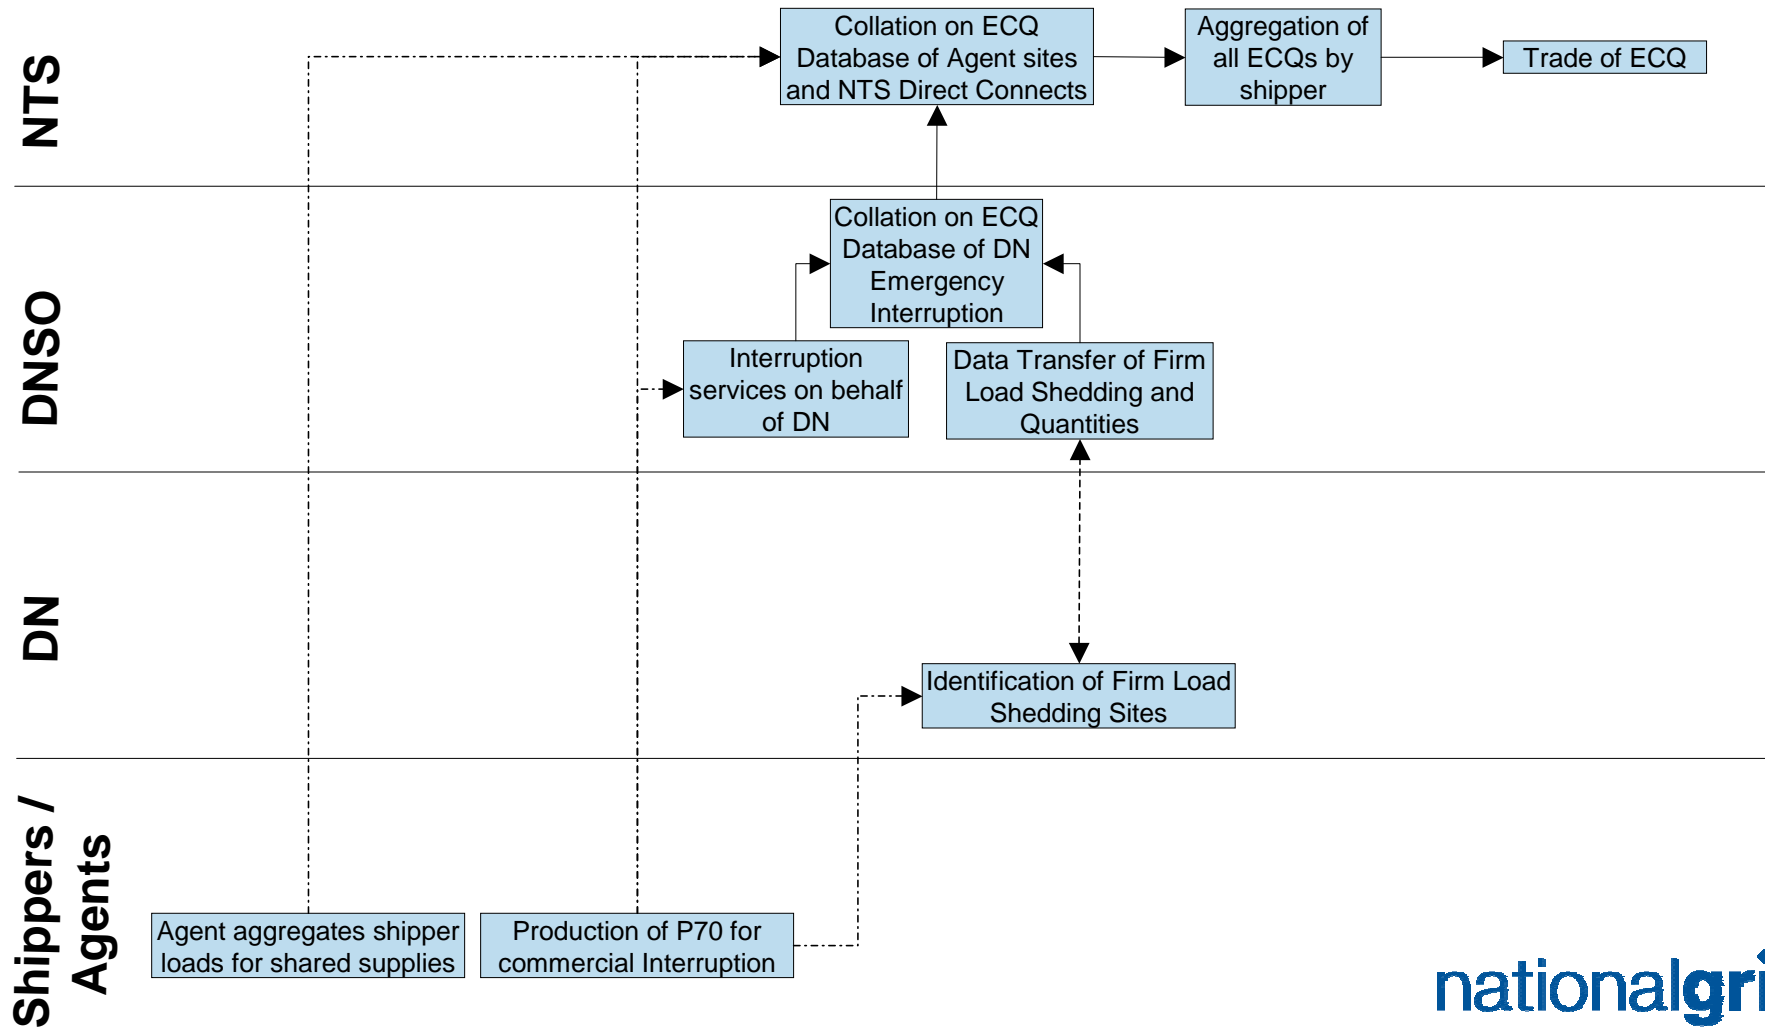 NTS
Collation on ECQ
Database of Agent sites
and NTS Direct Connects
Aggregation of
all ECQs by
shipper
Trade of ECQ
DNSO
Collation on ECQ
Database of DN
Emergency
Interruption
Interruption
services on behalf
of DN
Data Transfer of Firm
Load Shedding and
Quantities
DN
Identification of Firm Load
Shedding Sites
Shippers /
Agents
Agent aggregates shipper
loads for shared supplies
Production of P70 for
commercial Interruption
nationalgri